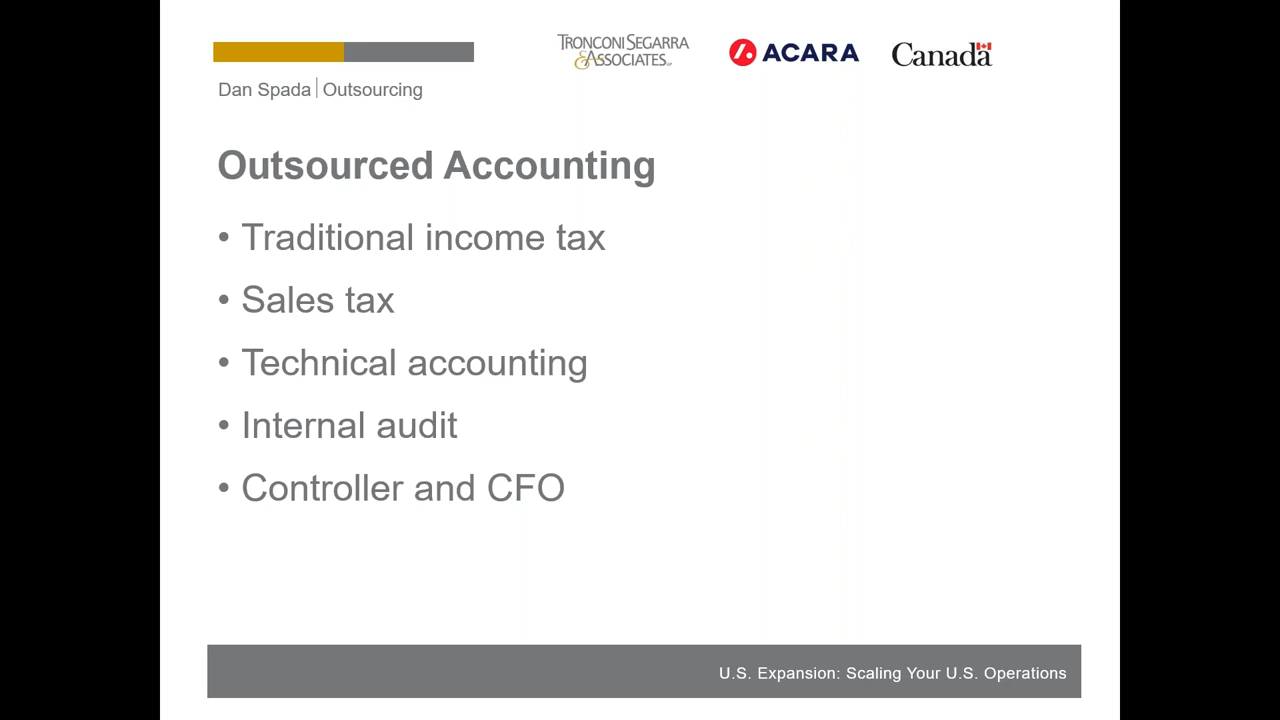 TRONCONI SEGARRA
& ASSOCIATES LLP
ACARA
Canada
Dan Spada | Outsourcing
Outsourced Accounting
• Traditional income tax
• Sales tax
• Technical accounting
• Internal audit
• Controller and CFO
U.S. Expansion: Scaling Your U.S. Operations